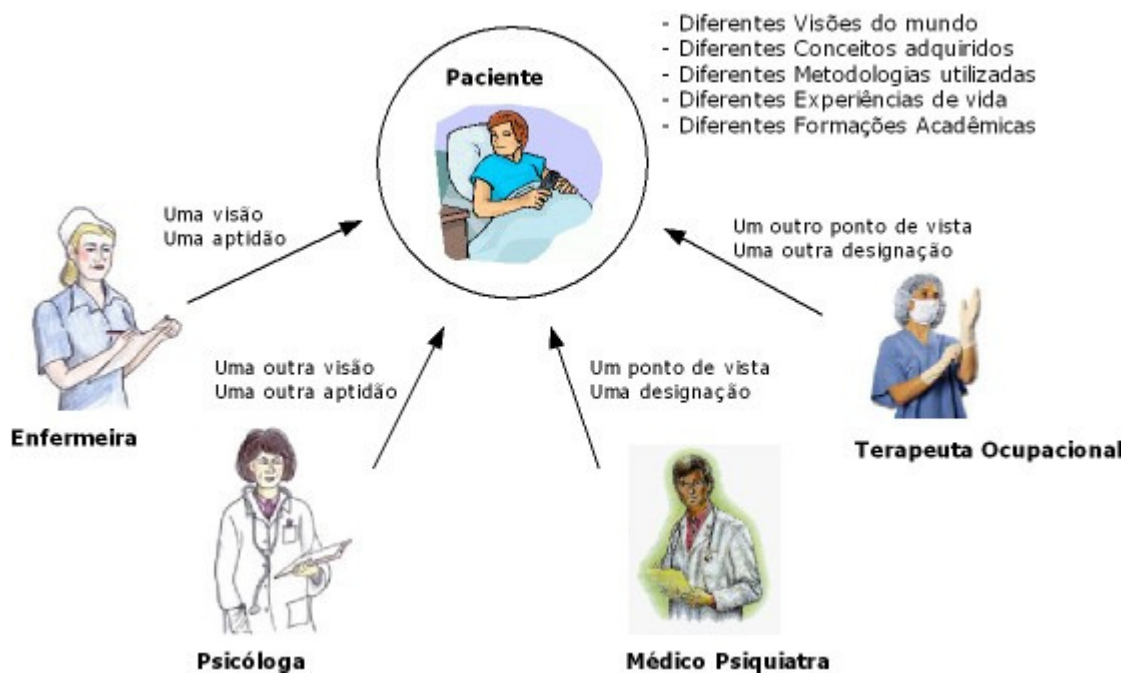 - Diferentes Visões do mundo
- Diferentes Conceitos adquiridos
- Diferentes Metodologias utilizadas
- Diferentes Experiências de vida
- Diferentes Formações Acadêmicas
Paciente
Uma visão
Uma aptidão
Um outro ponto de vista
Uma outra designação
Uma outra visão
Uma outra aptidão
Um ponto de vista
Uma designação
Enfermeira
Terapeuta Ocupacional
Psicóloga
Médico Psiquiatra